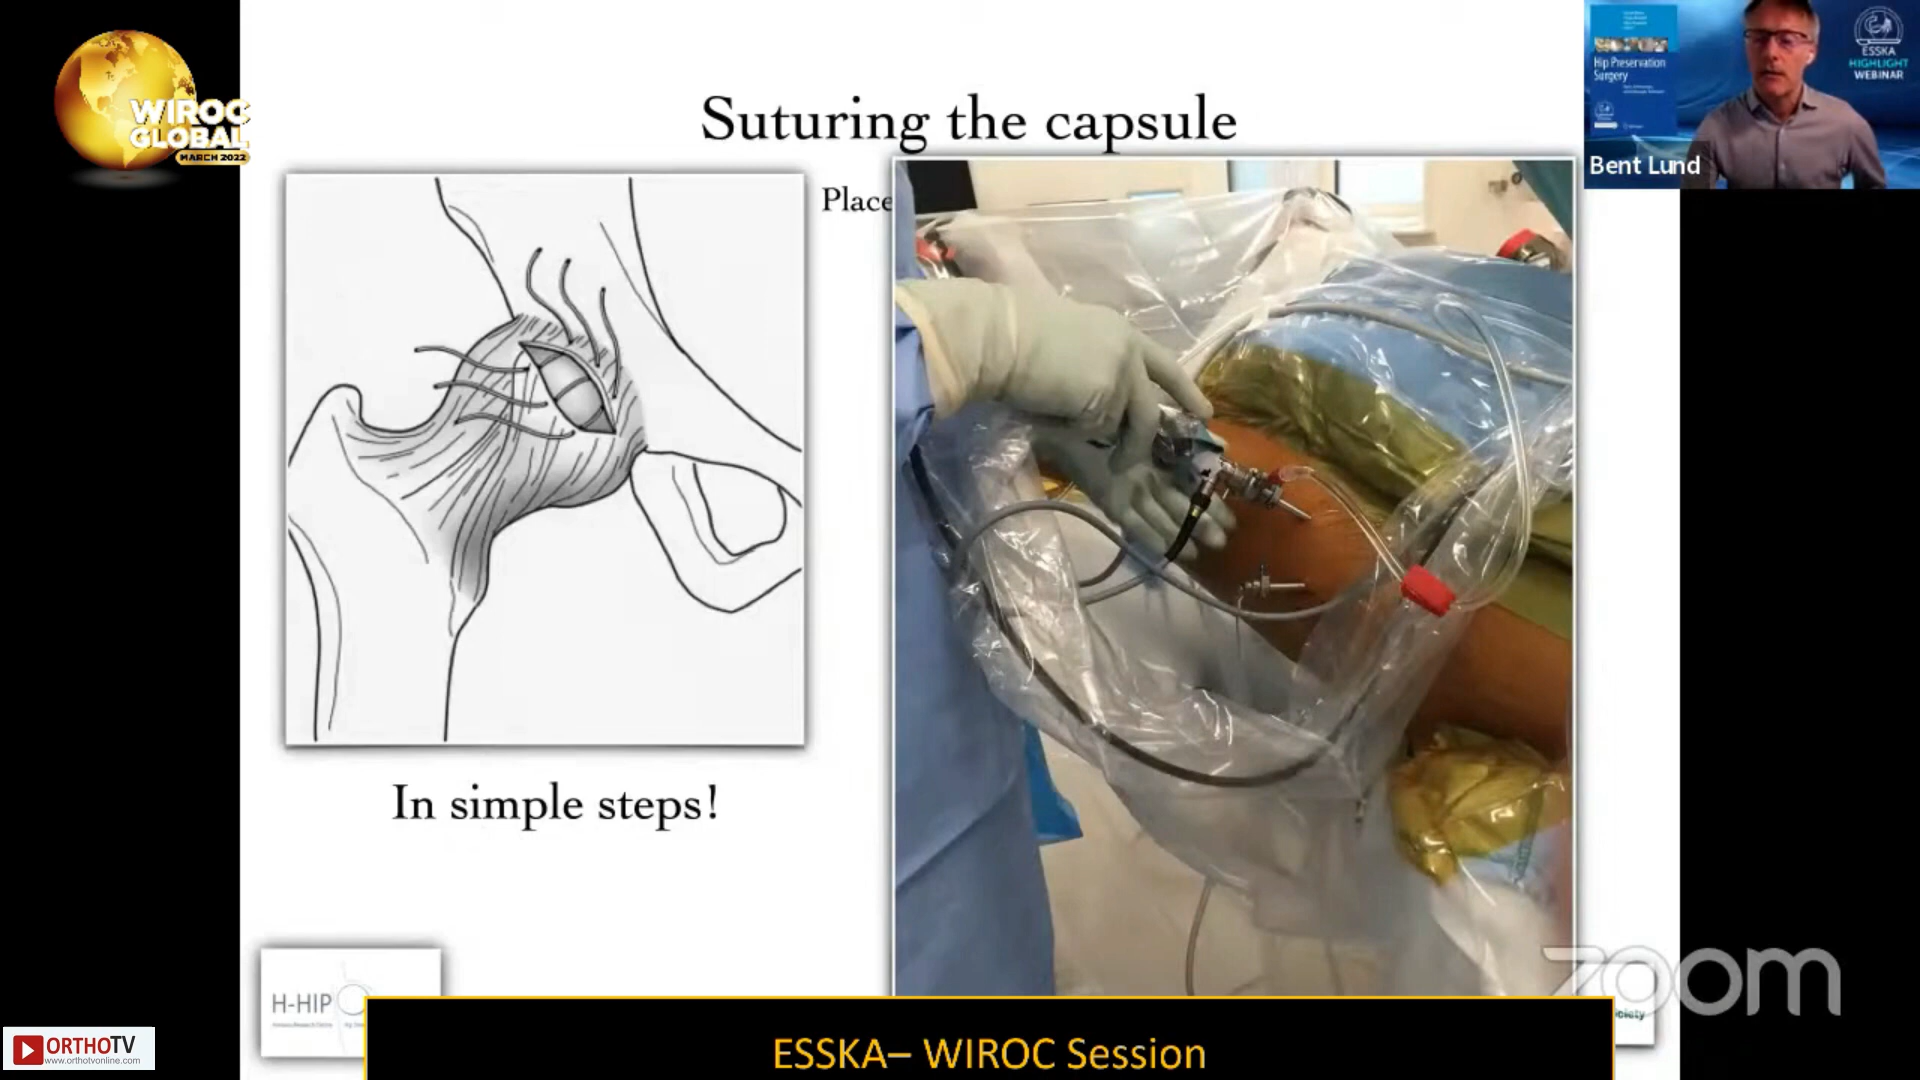 WIROC
GLOBAL
MARCH 2022
Suturing the capsule
Place
In simple steps!
Hip Preservation
Surgery
ESSKA
HIGHLIGHT
WEBINAR
Bent Lund
H-HIP
zoom
ciety
ORTHOTV
www.orthotvonline.com
ESSKA– WIROC Session